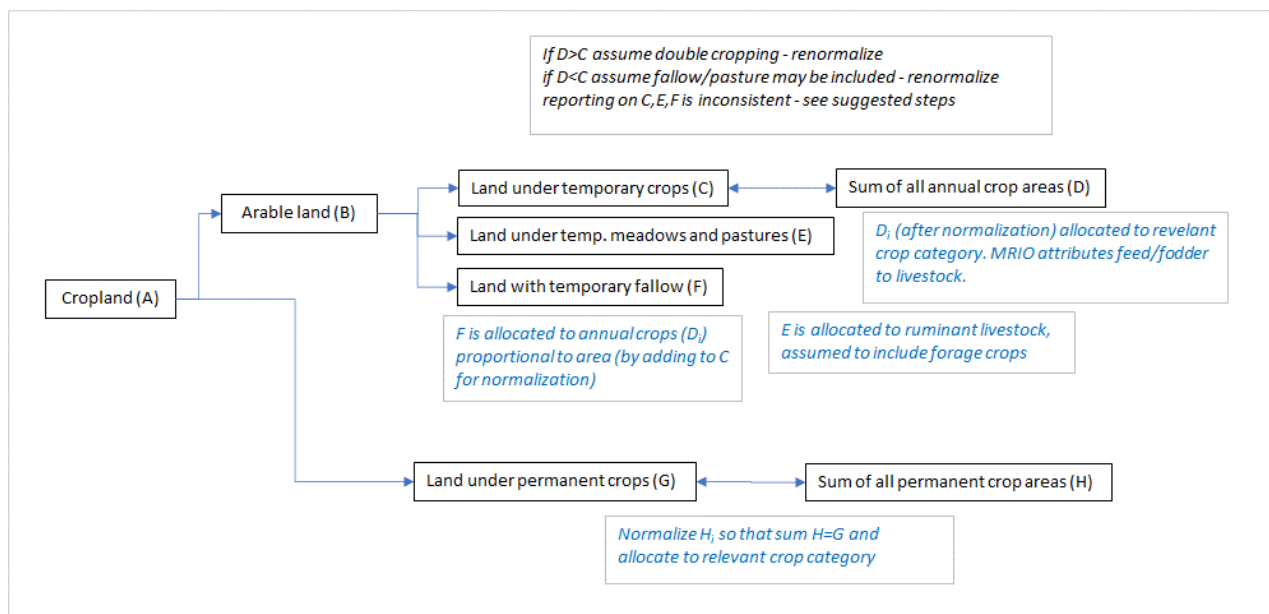 If D>C assume double cropping - renormalize
if D<C assume fallow/pasture may be included - renormalize
reporting on C,E,F is inconsistent - see suggested steps
Land under temporary crops (C)
Sum of all annual crop areas (D)
Arable land (B)
Land under temp. meadows and pastures (E)
Di (after normalization) allocated to revelant
crop category. MRIO attributes feed/fodder
to livestock.
Land with temporary fallow (F)
Cropland (A)
F is allocated to annual crops (Di)
proportional to area (by adding to C
for normalization)
E is allocated to ruminant livestock,
assumed to include forage crops
Land under permanent crops (G)
Sum of all permanent crop areas (H)
Normalize Hi so that sum H=G and
allocate to relevant crop category